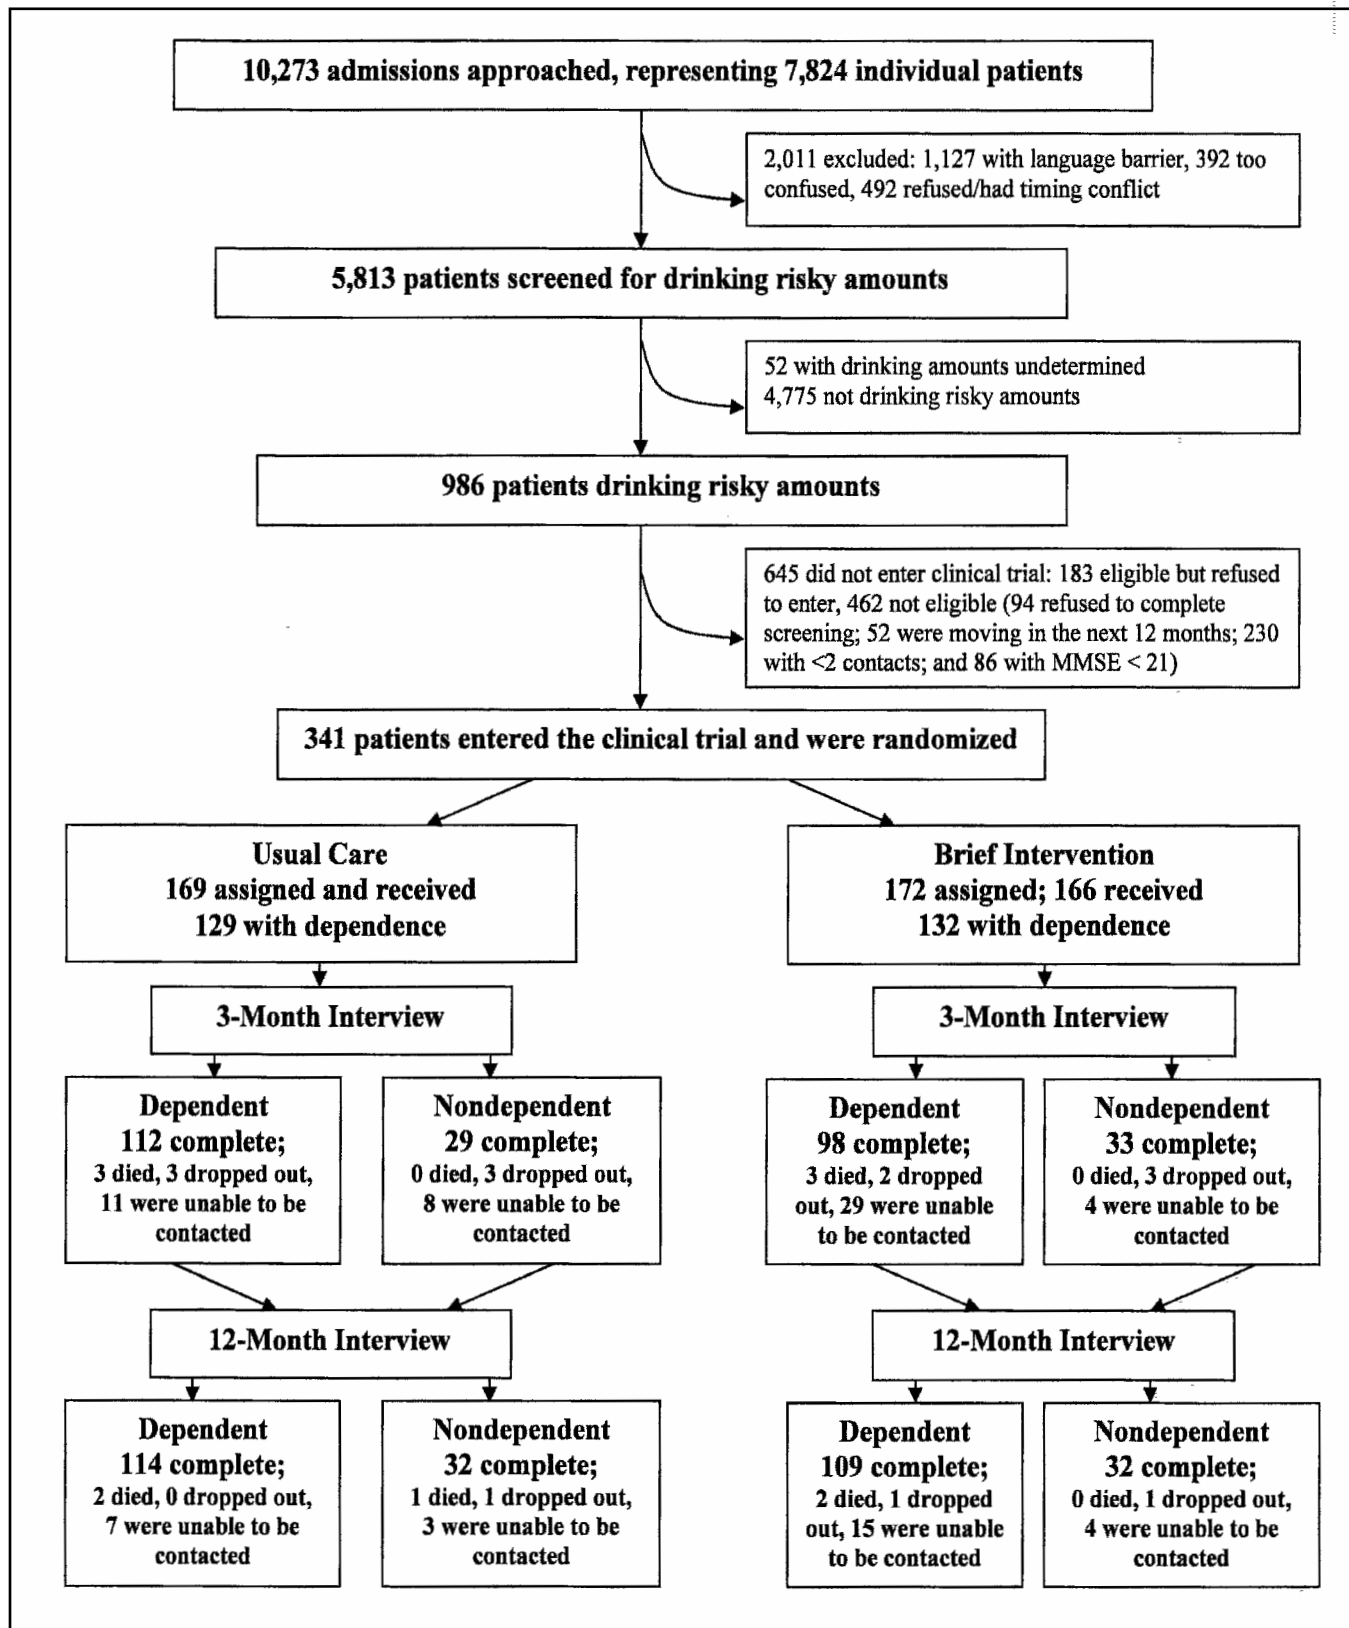 10,273 admissions approached, representing 7,824 individual patients
2,011 excluded: 1,127 with language barrier, 392 too
confused, 492 refused/had timing conflict
5,813 patients screened for drinking risky amounts
52 with drinking amounts undetermined
4,775 not drinking risky amounts
986 patients drinking risky amounts
645 did not enter clinical trial: 183 eligible but refused
to enter, 462 not eligible (94 refused to complete
screening; 52 were moving in the next 12 months; 230
with <2 contacts; and 86 with MMSE < 21)
341 patients entered the clinical trial and were randomized
Usual Care
169 assigned and received
129 with dependence
Brief Intervention
172 assigned; 166 received
132 with dependence
3-Month Interview
3-Month Interview
Dependent
112 complete;
3 died, 3 dropped out,
11 were unable to be
contacted
Nondependent
29 complete;
0 died, 3 dropped out,
8 were unable to be
contacted
Dependent
98 complete;
3 died, 2 dropped
out, 29 were unable
to be contacted
Nondependent
33 complete;
0 died, 3 dropped out,
4 were unable to be
contacted
12-Month Interview
12-Month Interview
Dependent
114 complete;
2 died, 0 dropped out,
7 were unable to be
contacted
Nondependent
32 complete;
1 died, 1 dropped out,
3 were unable to be
contacted
Dependent
109 complete;
2 died, 1 dropped
out, 15 were unable
to be contacted
Nondependent
32 complete;
0 died, 1 dropped out,
4 were unable to be
contacted